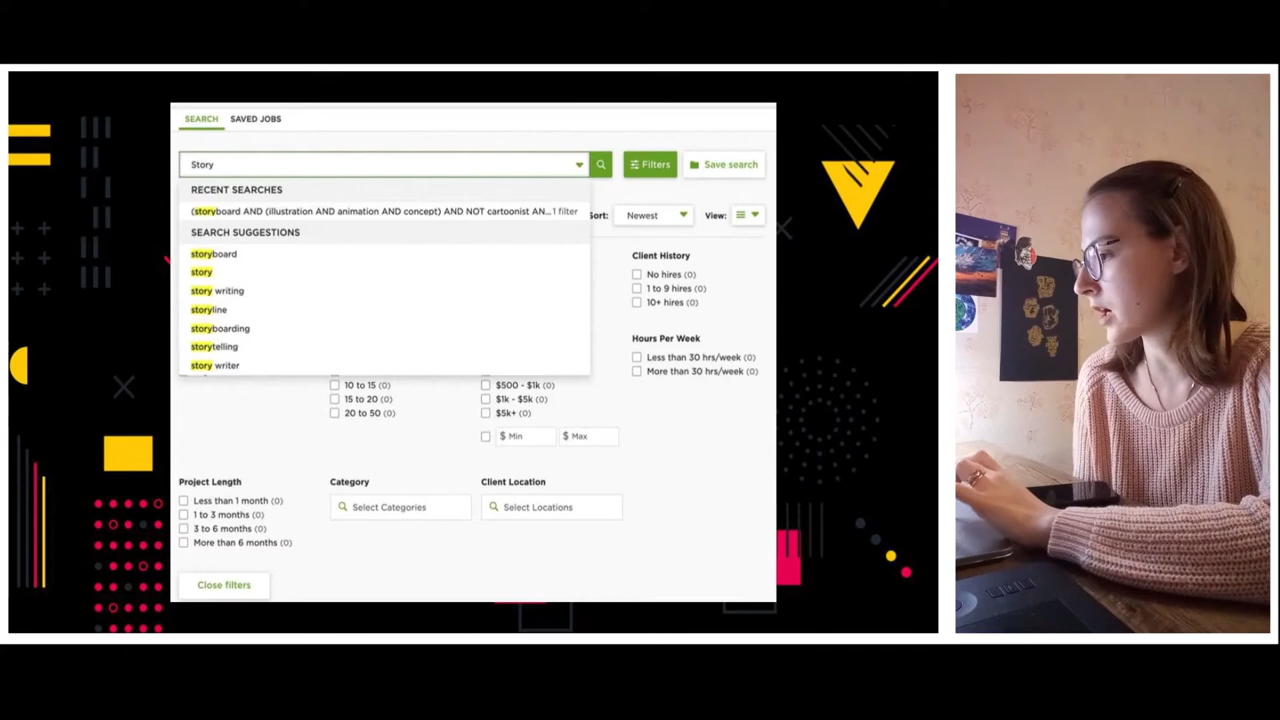 SEARCH SAVED JOBS
Story
Filters
Save search
RECENT SEARCHES
(storyboard AND (illustration AND animation AND concept) AND NOT cartoonist AN... 1 filter
Sort: Newest View:
SEARCH SUGGESTIONS
storyboard
story
story writing
storyline
storyboarding
storytelling
story writer
Client History
No hires (0)
1 to 9 hires (0)
10+ hires (0)
Hours Per Week
Less than 30 hrs/week (0)
More than 30 hrs/week (0)
10 to 15 (0)
15 to 20 (0)
20 to 50 (0)
$500 - $1k (0)
$1k - $5k (0)
$5k+ (0)
$ Min $ Max
Project Length
Less than 1 month (0)
1 to 3 months (0)
3 to 6 months (0)
More than 6 months (0)
Category
Select Categories
Client Location
Select Locations
Close filters